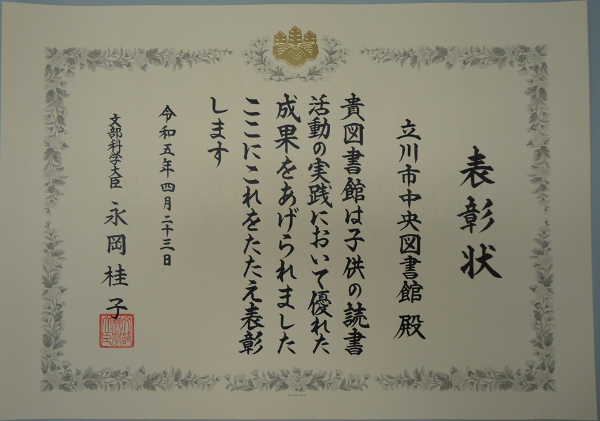 表彰状
立川市中央図書館 殿
貴図書館は子供の読書
活動の実践において優れた
成果をあげられました
ここにこれをたたえ表彰
します
令和五年四月二十三日
文部科学大臣 永岡桂子